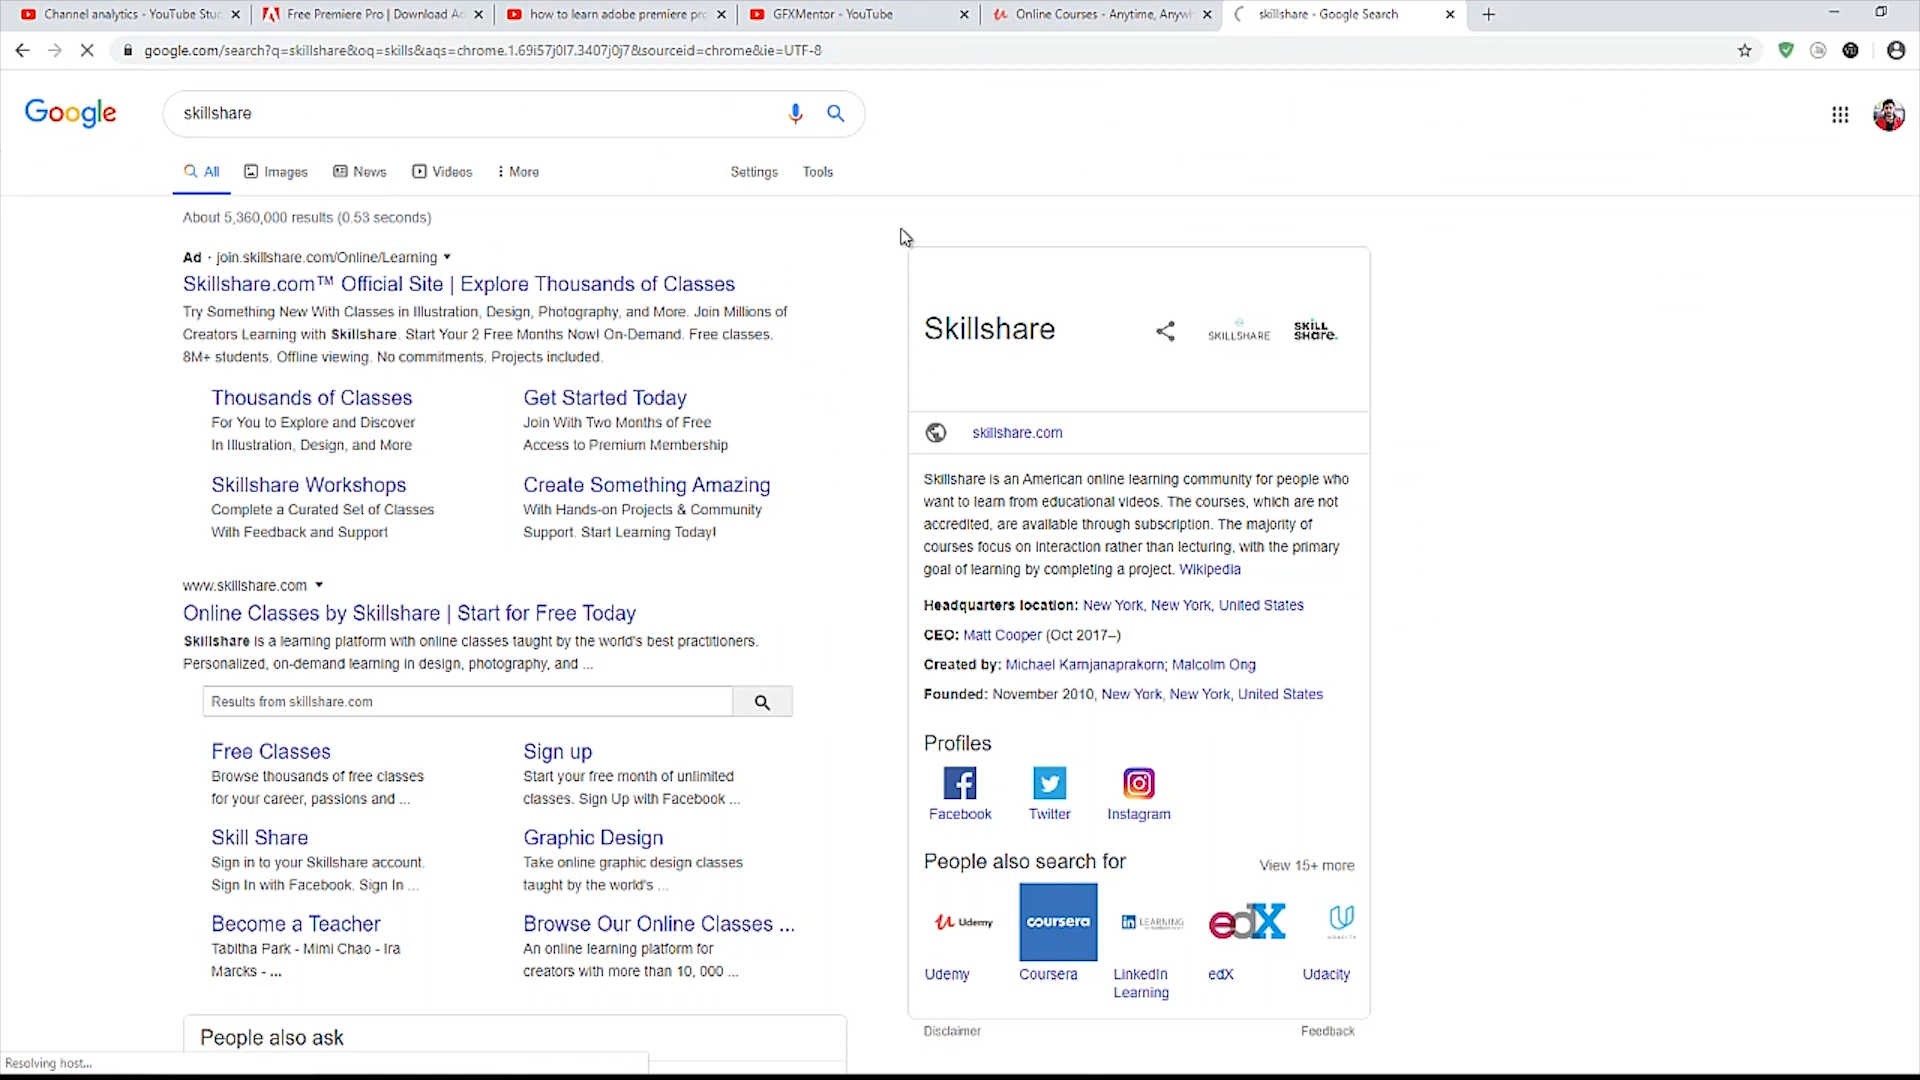 Channel analytics - YouTube Stu
Free Premiere Pro | Download Ac
how to learn adobe premiere pro
GFXMentor - YouTube
Online Courses - Anytime, Anywh
skillshare - Google Search
google.com/search?q=skillshare&oq=skills&aqs=chrome.1.69i57j0l7.3407j0j7&sourceid=chrome&ie=UTF-8
Google
skillshare
All
Images
News
Videos
More
Settings
Tools
About 5,360,000 results (0.53 seconds)
Ad · join.skillshare.com/Online/Learning
Skillshare.com™ Official Site | Explore Thousands of Classes
Try Something New With Classes in Illustration, Design, Photography, and More. Join Millions of
Creators Learning with Skillshare. Start Your 2 Free Months Now! On-Demand. Free classes.
8M+ students. Offline viewing. No commitments. Projects included.
Thousands of Classes
For You to Explore and Discover
In Illustration, Design, and More
Get Started Today
Join With Two Months of Free
Access to Premium Membership
Skillshare Workshops
Complete a Curated Set of Classes
With Feedback and Support
Create Something Amazing
With Hands-on Projects & Community
Support. Start Learning Today!
www.skillshare.com
Online Classes by Skillshare | Start for Free Today
Skillshare is a learning platform with online classes taught by the world's best practitioners.
Personalized, on-demand learning in design, photography, and ...
Results from skillshare.com
Free Classes
Browse thousands of free classes
for your career, passions and ...
Sign up
Start your free month of unlimited
classes. Sign Up with Facebook ...
Skill Share
Sign in to your Skillshare account.
Sign In with Facebook. Sign In ...
Graphic Design
Take online graphic design classes
taught by the world's ...
Become a Teacher
Tabitha Park - Mimi Chao - Ira
Marcks - ...
Browse Our Online Classes ...
An online learning platform for
creators with more than 10, 000 ...
People also ask
Resolving host...
Skillshare
SKILLSHARE
SKILL
SHARE.
skillshare.com
Skillshare is an American online learning community for people who
want to learn from educational videos. The courses, which are not
accredited, are available through subscription. The majority of
courses focus on interaction rather than lecturing, with the primary
goal of learning by completing a project. Wikipedia
Headquarters location: New York, New York, United States
CEO: Matt Cooper (Oct 2017–)
Created by: Michael Karnjanaprakorn; Malcolm Ong
Founded: November 2010, New York, New York, United States
Profiles
Facebook
Twitter
Instagram
People also search for
View 15+ more
Udemy
coursera
in LEARNING
edX
UDACITY
Udemy
Coursera
LinkedIn
Learning
edX
Udacity
Disclaimer
Feedback